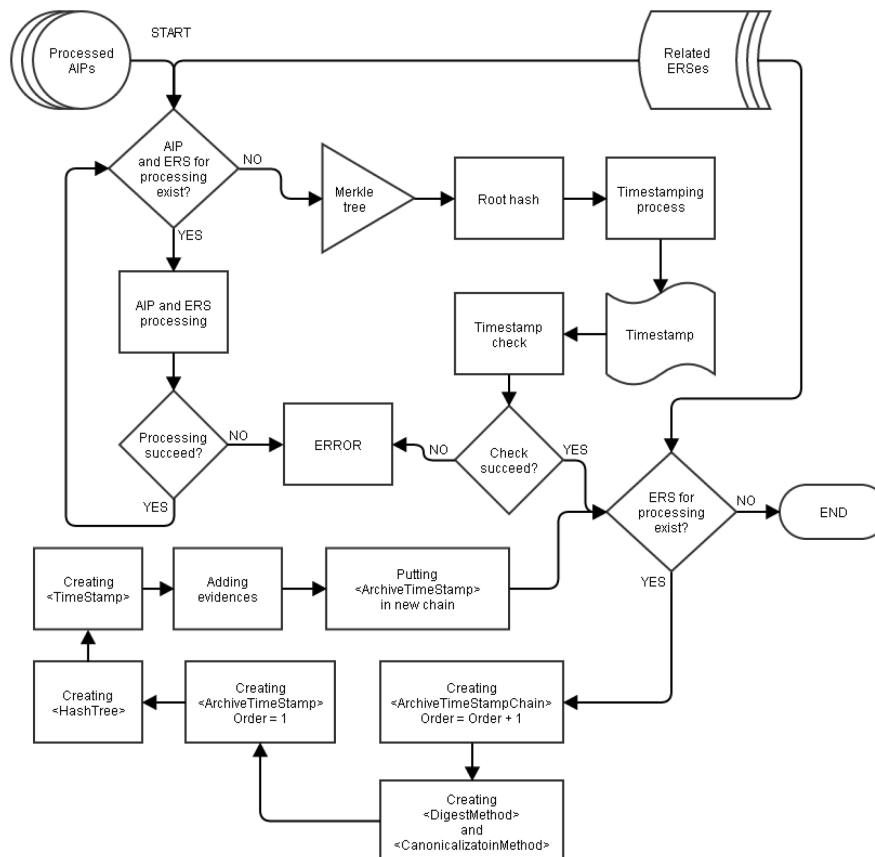 START
Processed
AIPs
Related
ERSes
AIP
and ERS for
processing
exist?
NO
YES
Merkle
tree
Root hash
Timestamping
process
AIP and ERS
processing
Timestamp
check
Timestamp
Processing
succeed?
NO
YES
ERROR
NO
Check
succeed?
YES
ERS for
processing
exist?
NO
YES
END
Creating
<TimeStamp>
Adding
evidences
Putting
<ArchiveTimeStamp>
in new chain
Creating
<HashTree>
Creating
<ArchiveTimeStamp>
Order = 1
Creating
<ArchiveTimeStampChain>
Order = Order + 1
Creating
<DigestMethod>
and
<CanonicalizatoinMethod>